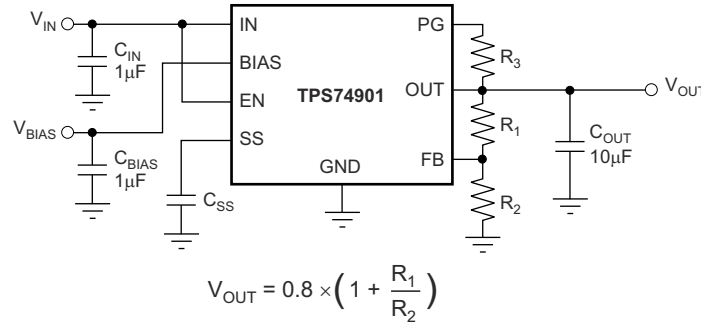 V_IN
C_IN
1μF
V_BIAS
C_BIAS
1μF
IN
BIAS
EN
SS
TPS74901
GND
PG
OUT
FB
C_SS
R_3
R_1
R_2
V_OUT
C_OUT
10μF
V_OUT = 0.8 × ( 1 + R_1 / R_2 )